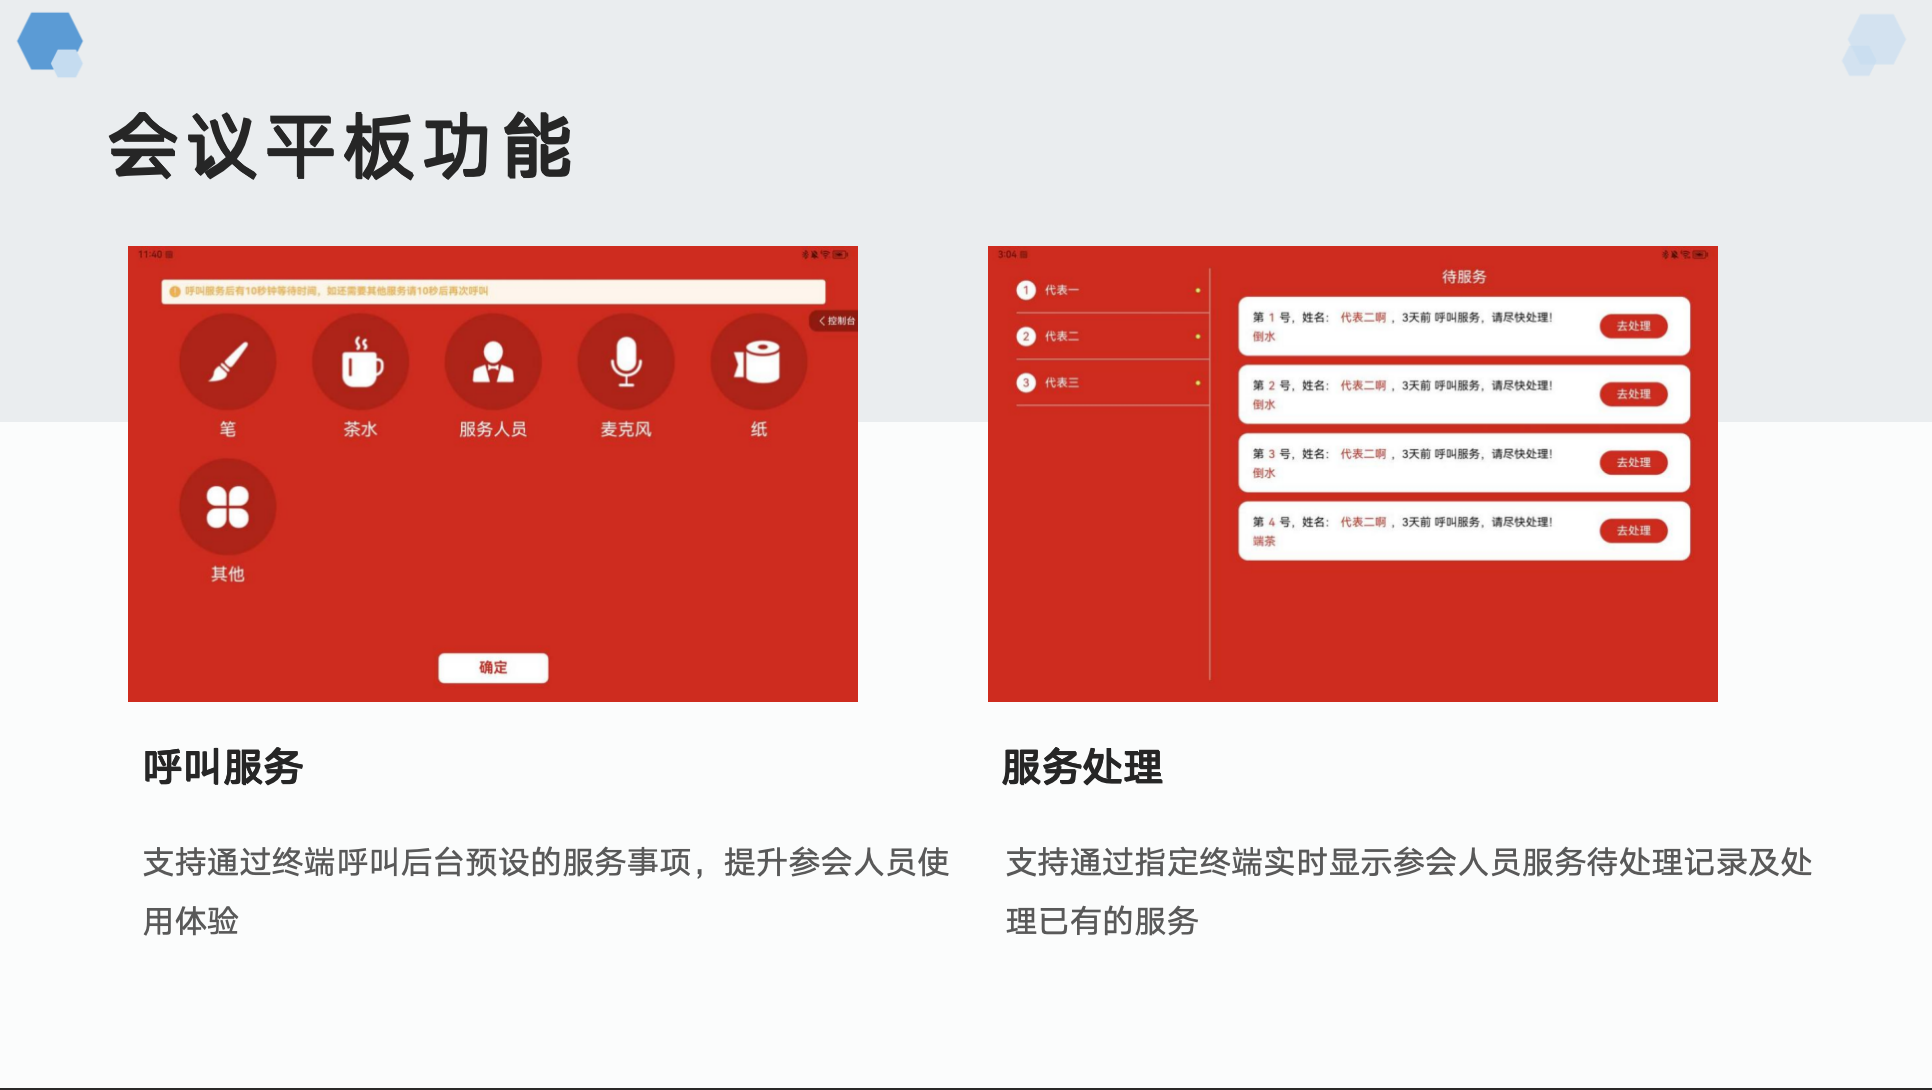 会议平板功能
11:40
呼叫服务后有10秒钟等待时间，如还需要其他服务请10秒后再次呼叫
控制台
笔
茶水
服务人员
麦克风
纸
其他
确定
3:04
1 代表一
2 代表二
3 代表三
待服务
第 1 号，姓名： 代表二啊 ，3天前 呼叫服务，请尽快处理!
倒水
去处理
第 2 号，姓名： 代表二啊 ，3天前 呼叫服务，请尽快处理!
倒水
去处理
第 3 号，姓名： 代表二啊 ，3天前 呼叫服务，请尽快处理!
倒水
去处理
第 4 号，姓名： 代表二啊 ，3天前 呼叫服务，请尽快处理!
端茶
去处理
呼叫服务
支持通过终端呼叫后台预设的服务事项，提升参会人员使
用体验
服务处理
支持通过指定终端实时显示参会人员服务待处理记录及处
理已有的服务